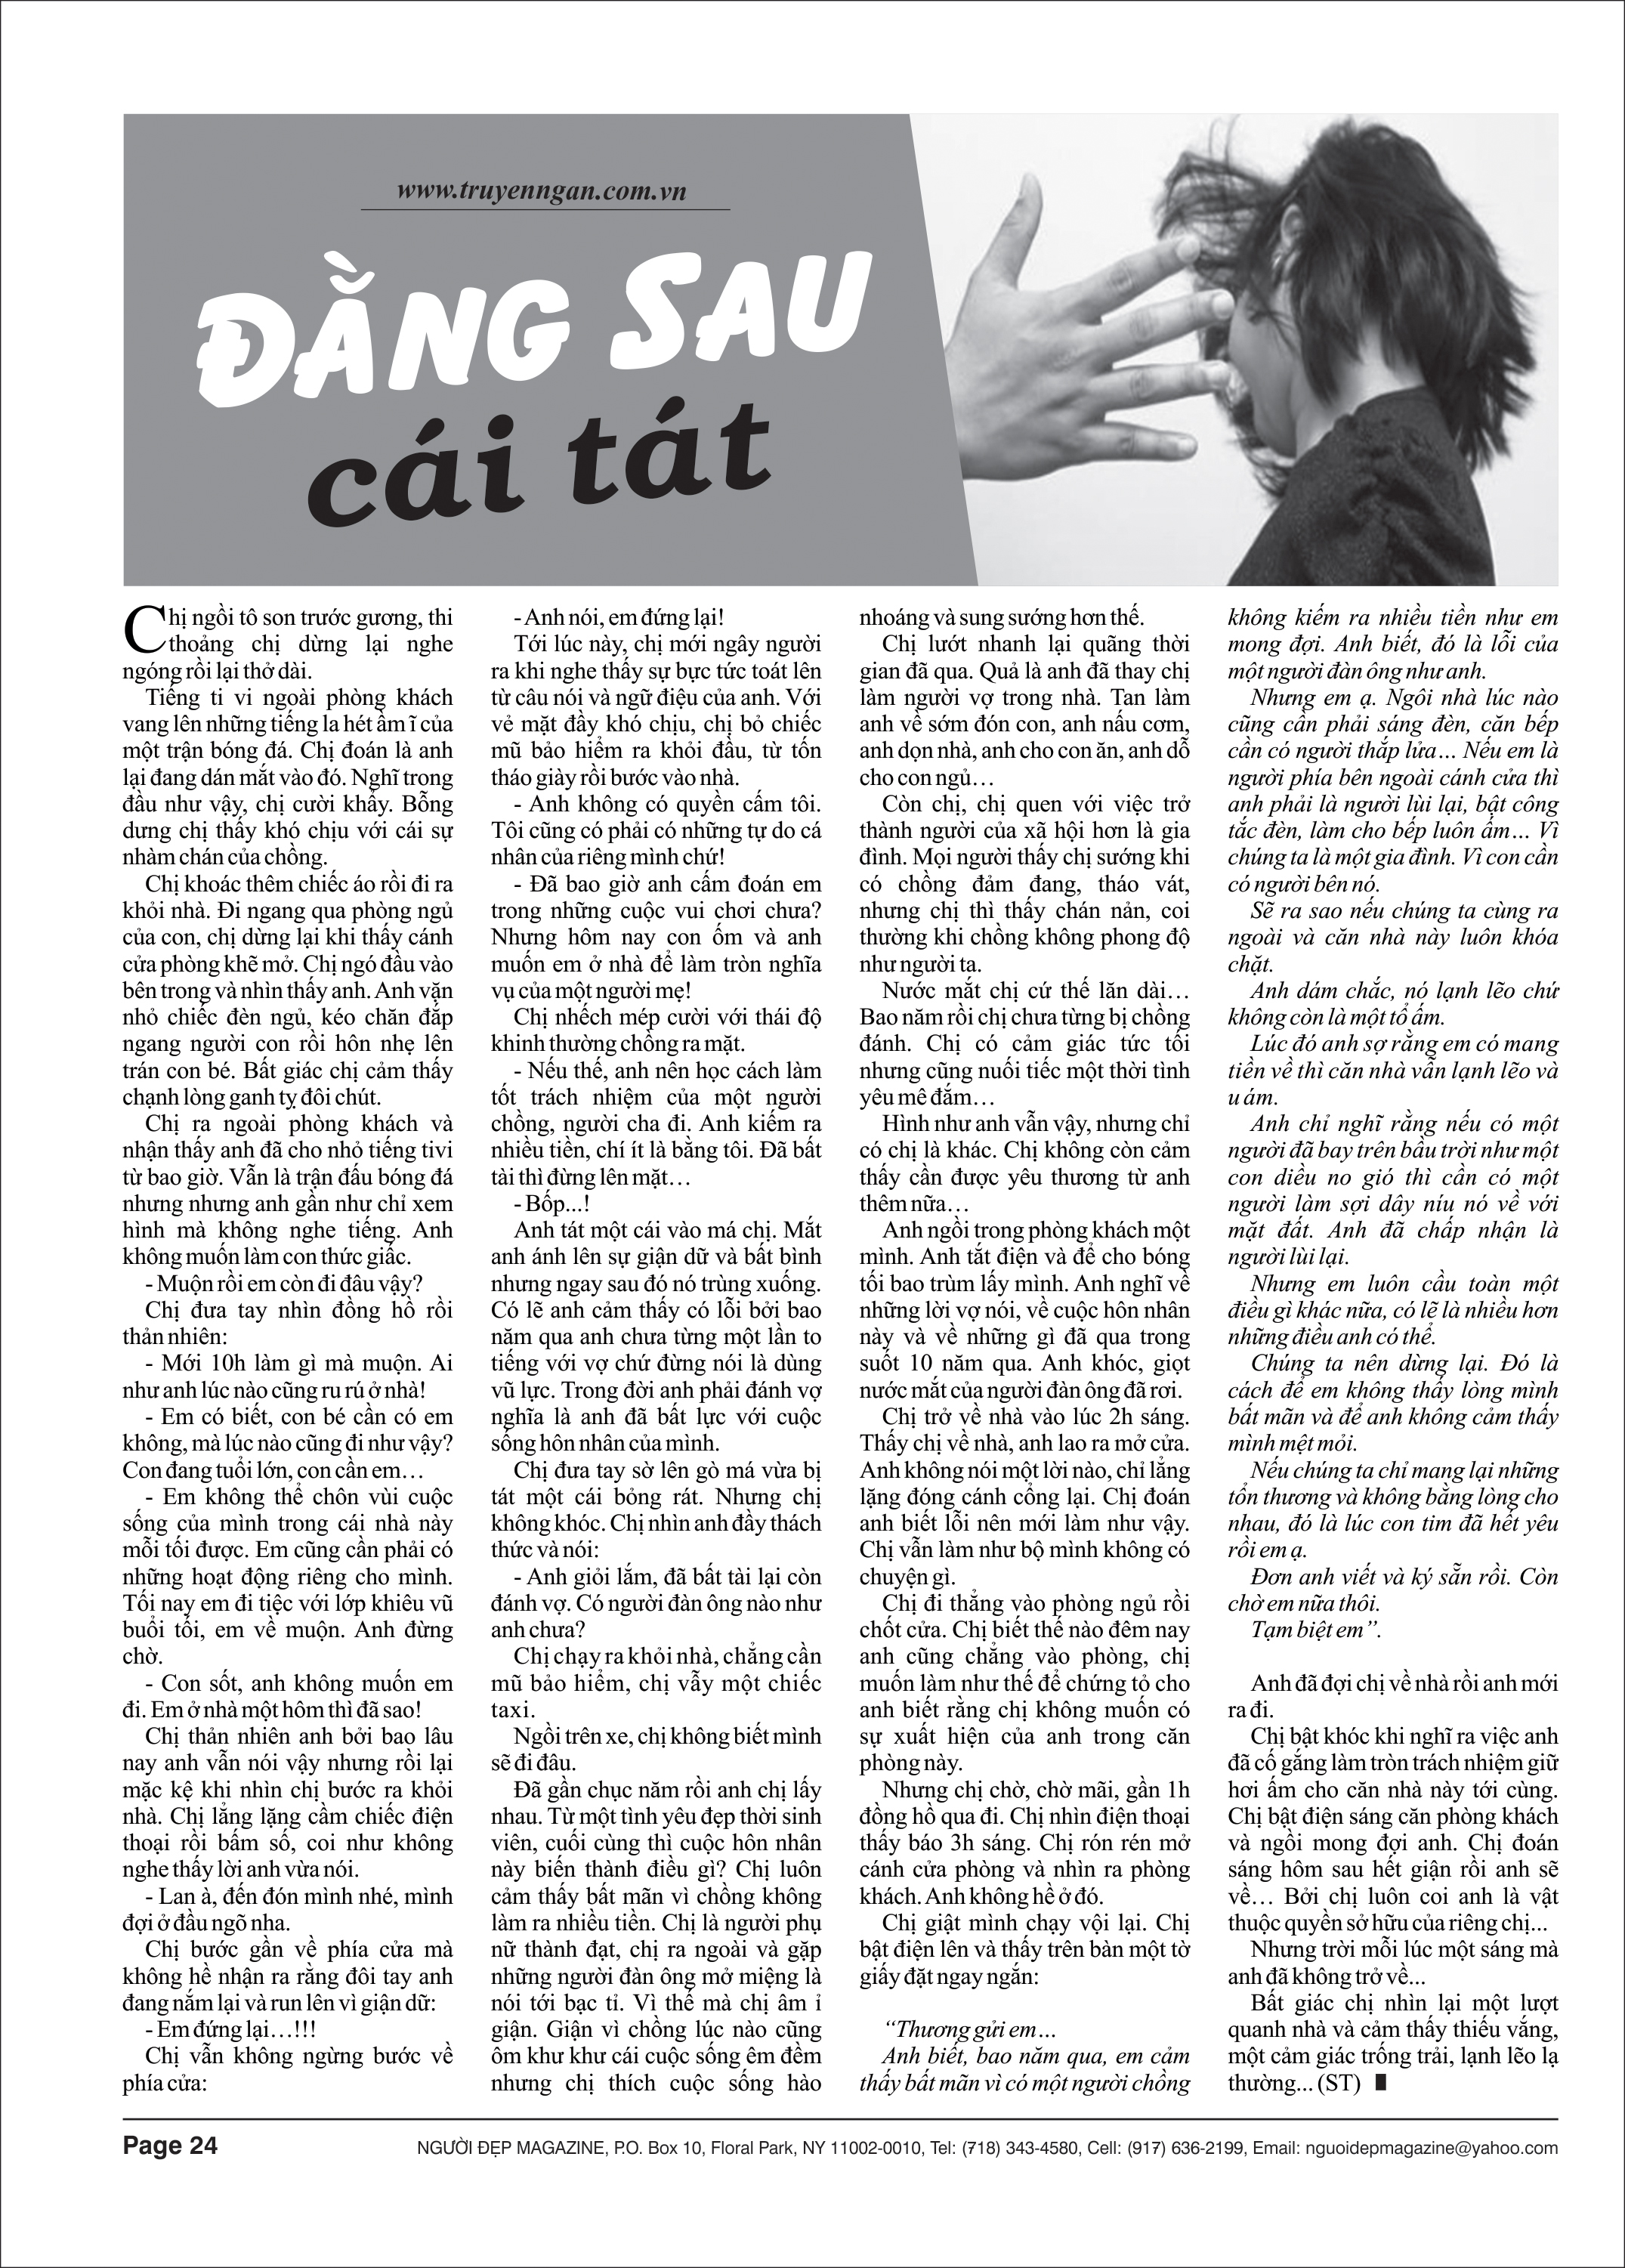 www.truyenngan.com.vn
ĐẰNG SAU
cái tát
Chị ngồi tô son trước gương, thi
thoảng chị dừng lại nghe
ngóng rồi lại thở dài.
Tiếng ti vi ngoài phòng khách
vang lên những tiếng la hét ầm ĩ của
một trận bóng đá. Chị đoán là anh
lại đang dán mắt vào đó. Nghĩ trong
đầu như vậy, chị cười khẩy. Bỗng
dưng chị thấy khó chịu với cái sự
nhàm chán của chồng.
Chị khoác thêm chiếc áo rồi đi ra
khỏi nhà. Đi ngang qua phòng ngủ
của con, chị dừng lại khi thấy cánh
cửa phòng khẽ mở. Chị ngó đầu vào
bên trong và nhìn thấy anh. Anh vặn
nhỏ chiếc đèn ngủ, kéo chăn đắp
ngang người con rồi hôn nhẹ lên
trán con bé. Bất giác chị cảm thấy
chạnh lòng ganh tỵ đôi chút.
Chị ra ngoài phòng khách và
nhận thấy anh đã cho nhỏ tiếng tivi
từ bao giờ. Vẫn là trận đấu bóng đá
nhưng nhưng anh gần như chỉ xem
hình mà không nghe tiếng. Anh
không muốn làm con thức giấc.
- Muộn rồi em còn đi đâu vậy?
Chị đưa tay nhìn đồng hồ rồi
thản nhiên:
- Mới 10h làm gì mà muộn. Ai
như anh lúc nào cũng ru rú ở nhà!
- Em có biết, con bé cần có em
không, mà lúc nào cũng đi như vậy?
Con đang tuổi lớn, con cần em…
- Em không thể chôn vùi cuộc
sống của mình trong cái nhà này
mỗi tối được. Em cũng cần phải có
những hoạt động riêng cho mình.
Tối nay em đi tiệc với lớp khiêu vũ
buổi tối, em về muộn. Anh đừng
chờ.
- Con sốt, anh không muốn em
đi. Em ở nhà một hôm thì đã sao!
Chị thản nhiên anh bởi bao lâu
nay anh vẫn nói vậy nhưng rồi lại
mặc kệ khi nhìn chị bước ra khỏi
nhà. Chị lẳng lặng cầm chiếc điện
thoại rồi bấm số, coi như không
nghe thấy lời anh vừa nói.
- Lan à, đến đón mình nhé, mình
đợi ở đầu ngõ nha.
Chị bước gần về phía cửa mà
không hề nhận ra rằng đôi tay anh
đang nắm lại và run lên vì giận dữ:
- Em đứng lại…!!!
Chị vẫn không ngừng bước về
phía cửa:
- Anh nói, em đứng lại!
Tới lúc này, chị mới ngây người
ra khi nghe thấy sự bực tức toát lên
từ câu nói và ngữ điệu của anh. Với
vẻ mặt đầy khó chịu, chị bỏ chiếc
mũ bảo hiểm ra khỏi đầu, từ tốn
tháo giày rồi bước vào nhà.
- Anh không có quyền cấm tôi.
Tôi cũng có phải có những tự do cá
nhân của riêng mình chứ!
- Đã bao giờ anh cấm đoán em
trong những cuộc vui chơi chưa?
Nhưng hôm nay con ốm và anh
muốn em ở nhà để làm tròn nghĩa
vụ của một người mẹ!
Chị nhếch mép cười với thái độ
khinh thường chồng ra mặt.
- Nếu thế, anh nên học cách làm
tốt trách nhiệm của một người
chồng, người cha đi. Anh kiếm ra
nhiều tiền, chí ít là bằng tôi. Đã bất
tài thì đừng lên mặt…
- Bốp...!
Anh tát một cái vào má chị. Mắt
anh ánh lên sự giận dữ và bất bình
nhưng ngay sau đó nó trùng xuống.
Có lẽ anh cảm thấy có lỗi bởi bao
năm qua anh chưa từng một lần to
tiếng với vợ chứ đừng nói là dùng
vũ lực. Trong đời anh phải đánh vợ
nghĩa là anh đã bất lực với cuộc
sống hôn nhân của mình.
Chị đưa tay sờ lên gò má vừa bị
tát một cái bỏng rát. Nhưng chị
không khóc. Chị nhìn anh đầy thách
thức và nói:
- Anh giỏi lắm, đã bất tài lại còn
đánh vợ. Có người đàn ông nào như
anh chưa?
Chị chạy ra khỏi nhà, chẳng cần
mũ bảo hiểm, chị vẫy một chiếc
taxi.
Ngồi trên xe, chị không biết mình
sẽ đi đâu.
Đã gần chục năm rồi anh chị lấy
nhau. Từ một tình yêu đẹp thời sinh
viên, cuối cùng thì cuộc hôn nhân
này biến thành điều gì? Chị luôn
cảm thấy bất mãn vì chồng không
làm ra nhiều tiền. Chị là người phụ
nữ thành đạt, chị ra ngoài và gặp
những người đàn ông mở miệng là
nói tới bạc tỉ. Vì thế mà chị âm ỉ
giận. Giận vì chồng lúc nào cũng
ôm khư khư cái cuộc sống êm đềm
nhưng chị thích cuộc sống hào
nhoáng và sung sướng hơn thế.
Chị lướt nhanh lại quãng thời
gian đã qua. Quả là anh đã thay chị
làm người vợ trong nhà. Tan làm
anh về sớm đón con, anh nấu cơm,
anh dọn nhà, anh cho con ăn, anh dỗ
cho con ngủ…
Còn chị, chị quen với việc trở
thành người của xã hội hơn là gia
đình. Mọi người thấy chị sướng khi
có chồng đảm đang, tháo vát,
nhưng chị thì thấy chán nản, coi
thường khi chồng không phong độ
như người ta.
Nước mắt chị cứ thế lăn dài…
Bao năm rồi chị chưa từng bị chồng
đánh. Chị có cảm giác tức tối
nhưng cũng nuối tiếc một thời tình
yêu mê đắm…
Hình như anh vẫn vậy, nhưng chỉ
có chị là khác. Chị không còn cảm
thấy cần được yêu thương từ anh
thêm nữa…
Anh ngồi trong phòng khách một
mình. Anh tắt điện và để cho bóng
tối bao trùm lấy mình. Anh nghĩ về
những lời vợ nói, về cuộc hôn nhân
này và về những gì đã qua trong
suốt 10 năm qua. Anh khóc, giọt
nước mắt của người đàn ông đã rơi.
Chị trở về nhà vào lúc 2h sáng.
Thấy chị về nhà, anh lao ra mở cửa.
Anh không nói một lời nào, chỉ lẳng
lặng đóng cánh cổng lại. Chị đoán
anh biết lỗi nên mới làm như vậy.
Chị vẫn làm như bộ mình không có
chuyện gì.
Chị đi thẳng vào phòng ngủ rồi
chốt cửa. Chị biết thế nào đêm nay
anh cũng chẳng vào phòng, chị
muốn làm như thế để chứng tỏ cho
anh biết rằng chị không muốn có
sự xuất hiện của anh trong căn
phòng này.
Nhưng chị chờ, chờ mãi, gần 1h
đồng hồ qua đi. Chị nhìn điện thoại
thấy báo 3h sáng. Chị rón rén mở
cánh cửa phòng và nhìn ra phòng
khách. Anh không hề ở đó.
Chị giật mình chạy vội lại. Chị
bật điện lên và thấy trên bàn một tờ
giấy đặt ngay ngắn:
“Thương gửi em…
Anh biết, bao năm qua, em cảm
thấy bất mãn vì có một người chồng
không kiếm ra nhiều tiền như em
mong đợi. Anh biết, đó là lỗi của
một người đàn ông như anh.
Nhưng em ạ. Ngôi nhà lúc nào
cũng cần phải sáng đèn, căn bếp
cần có người thắp lửa… Nếu em là
người phía bên ngoài cánh cửa thì
anh phải là người lùi lại, bật công
tắc đèn, làm cho bếp luôn ấm… Vì
chúng ta là một gia đình. Vì con cần
có người bên nó.
Sẽ ra sao nếu chúng ta cùng ra
ngoài và căn nhà này luôn khóa
chặt.
Anh dám chắc, nó lạnh lẽo chứ
không còn là một tổ ấm.
Lúc đó anh sợ rằng em có mang
tiền về thì căn nhà vẫn lạnh lẽo và
u ám.
Anh chỉ nghĩ rằng nếu có một
người đã bay trên bầu trời như một
con diều no gió thì cần có một
người làm sợi dây níu nó về với
mặt đất. Anh đã chấp nhận là
người lùi lại.
Nhưng em luôn cầu toàn một
điều gì khác nữa, có lẽ là nhiều hơn
những điều anh có thể.
Chúng ta nên dừng lại. Đó là
cách để em không thấy lòng mình
bất mãn và để anh không cảm thấy
mình mệt mỏi.
Nếu chúng ta chỉ mang lại những
tổn thương và không bằng lòng cho
nhau, đó là lúc con tim đã hết yêu
rồi em ạ.
Đơn anh viết và ký sẵn rồi. Còn
chờ em nữa thôi.
Tạm biệt em”.
Anh đã đợi chị về nhà rồi anh mới
ra đi.
Chị bật khóc khi nghĩ ra việc anh
đã cố gắng làm tròn trách nhiệm giữ
hơi ấm cho căn nhà này tới cùng.
Chị bật điện sáng căn phòng khách
và ngồi mong đợi anh. Chị đoán
sáng hôm sau hết giận rồi anh sẽ
về… Bởi chị luôn coi anh là vật
thuộc quyền sở hữu của riêng chị...
Nhưng trời mỗi lúc một sáng mà
anh đã không trở về...
Bất giác chị nhìn lại một lượt
quanh nhà và cảm thấy thiếu vắng,
một cảm giác trống trải, lạnh lẽo lạ
thường... (ST)
Page 24
NGƯỜI ĐẸP MAGAZINE, P.O. Box 10, Floral Park, NY 11002-0010, Tel: (718) 343-4580, Cell: (917) 636-2199, Email: nguoidepmagazine@yahoo.com